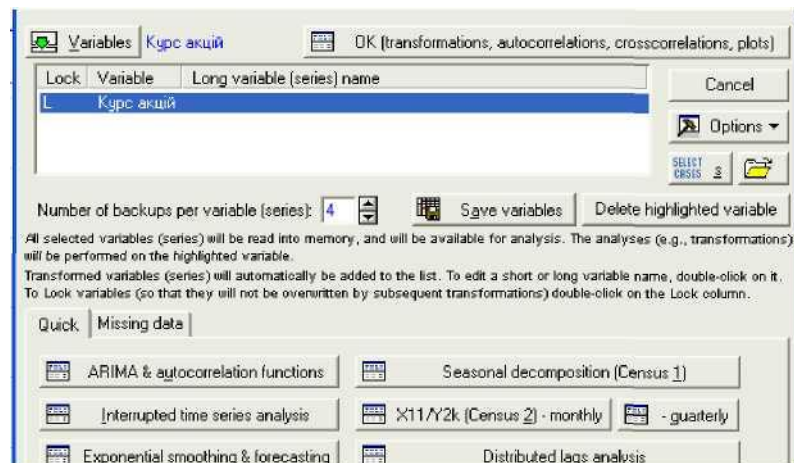 Variables Курс акцій OK (transformations, autocorrelations, crosscorrelations, plots)
Lock Variable Long variable (series) name
L Курс акцій
Cancel
Options
SELECT CASES S
Number of backups per variable (series): 4 Save variables Delete highlighted variable
All selected variables (series) will be read into memory, and will be available for analysis. The analyses (e.g., transformations)
will be performed on the highlighted variable.
Transformed variables (series) will automatically be added to the list. To edit a short or long variable name, double-click on it.
To Lock variables (so that they will not be overwritten by subsequent transformations) double-click on the Lock column.
Quick Missing data
ARIMA & autocorrelation functions Seasonal decomposition (Census 1)
Interrupted time series analysis X11/Y2k (Census 2) - monthly - quarterly
Exponential smoothing & forecasting Distributed lags analysis